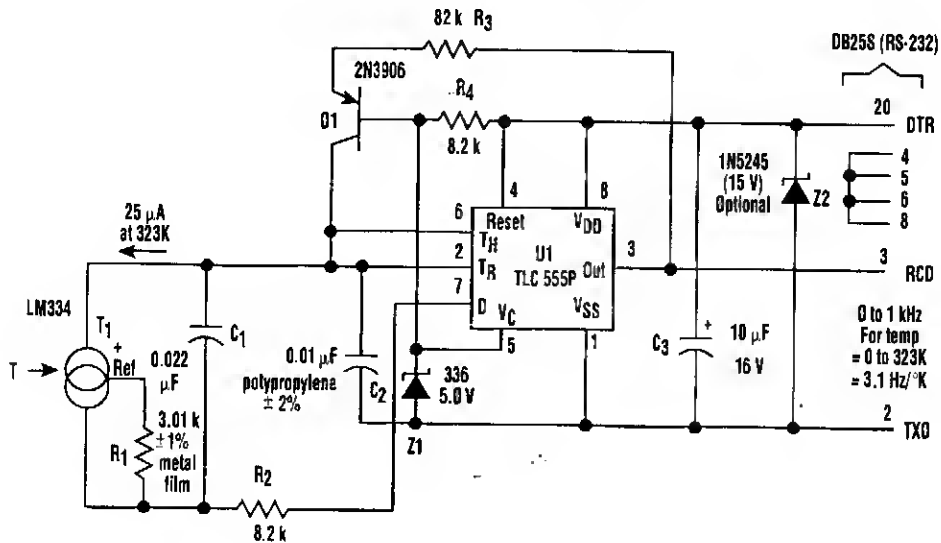 82 k R3
DB25S (RS-232)
2N3906
R4
20
DTR
Q1
8.2 k
1N5245
(15 V)
Optional
Z2
4
5
6
8
4
8
25 μA
at 323K
6
Reset
VDD
TH
2
TR
U1
TLC 555P
Out
3
3
RCD
7
D
VC
VSS
LM334
T1
+
Ref
C1
0.022
μF
5
1
C3
+
10 μF
16 V
0 to 1 kHz
For temp
= 0 to 323K
= 3.1 Hz/°K
T
0.01 μF
polypropylene
± 2%
C2
336
5.0 V
2
TXD
Z1
3.01 k
± 1%
metal
film
R1
R2
8.2 k